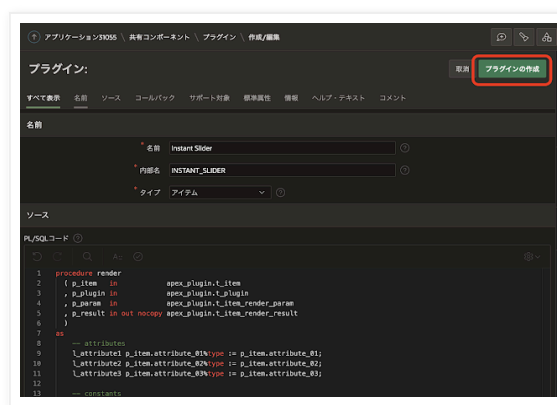 アプリケーション31055 \ 共有コンポーネント \ プラグイン \ 作成/編集
プラグイン:
取消 プラグインの作成
すべて表示 名前 ソース コールバック サポート対象 標準属性 情報 ヘルプ・テキスト コメント
名前
* 名前 Instant Slider
* 内部名 INSTANT_SLIDER
* タイプ アイテム
ソース
PL/SQLコード
1 procedure render
2 ( p_item in apex_plugin.t_item
3 , p_plugin in apex_plugin.t_plugin
4 , p_param in apex_plugin.t_item_render_param
5 , p_result in out nocopy apex_plugin.t_item_render_result
6 )
7 as
8 -- attributes
9 l_attribute1 p_item.attribute_01%type := p_item.attribute_01;
10 l_attribute2 p_item.attribute_02%type := p_item.attribute_02;
11 l_attribute3 p_item.attribute_03%type := p_item.attribute_03;
12
13 -- constants